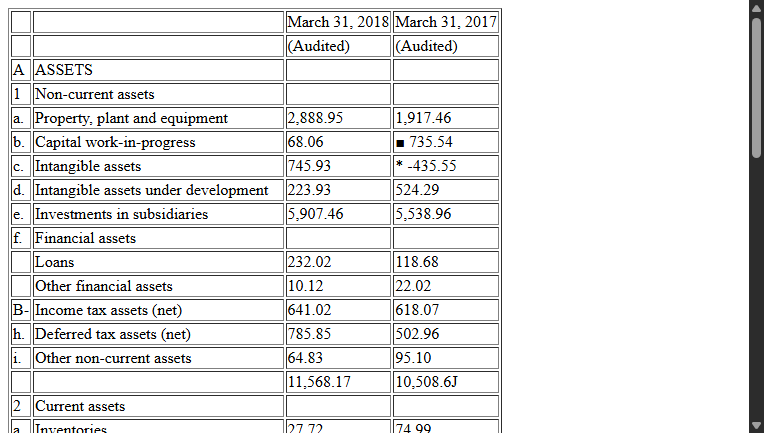 March 31, 2018 March 31, 2017
(Audited) (Audited)
A ASSETS
1 Non-current assets
a. Property, plant and equipment 2,888.95 1,917.46
b. Capital work-in-progress 68.06 ■ 735.54
c. Intangible assets 745.93 * -435.55
d. Intangible assets under development 223.93 524.29
e. Investments in subsidiaries 5,907.46 5,538.96
f. Financial assets
Loans 232.02 118.68
Other financial assets 10.12 22.02
B- Income tax assets (net) 641.02 618.07
h. Deferred tax assets (net) 785.85 502.96
i. Other non-current assets 64.83 95.10
11,568.17 10,508.6J
2 Current assets
a. Inventories 27.72 74.99